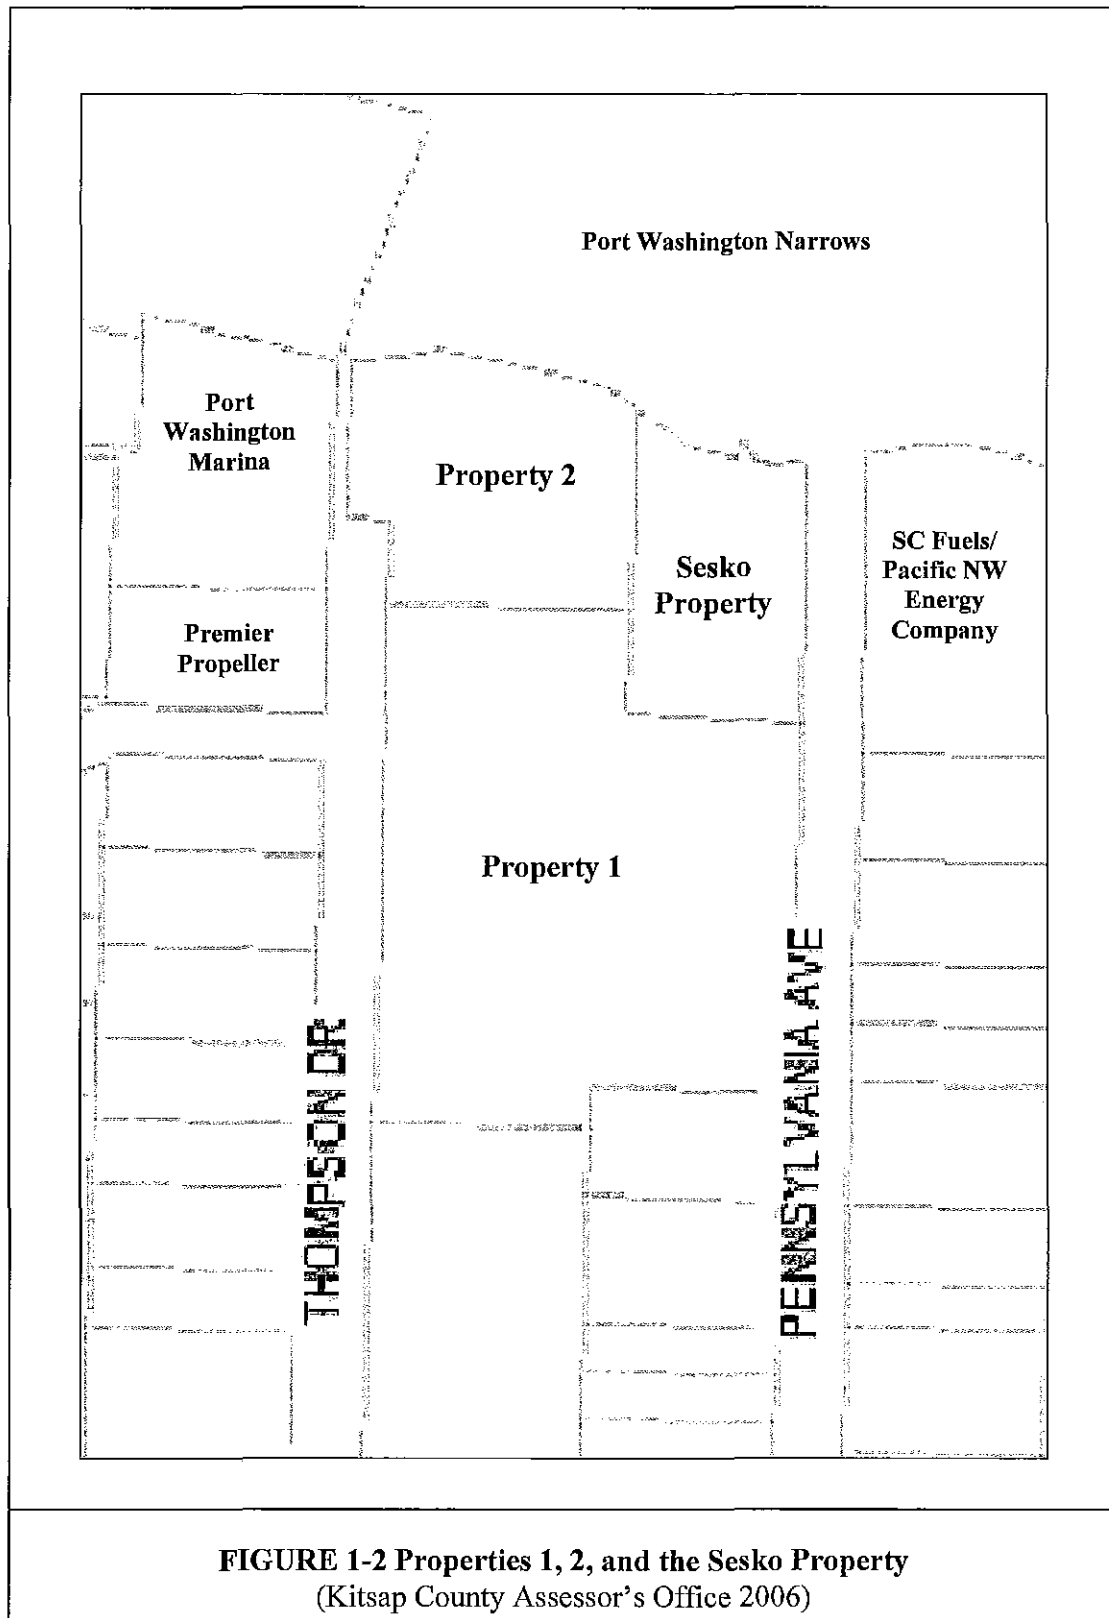 Port Washington Narrows
Port
Washington
Marina
Property 2
Sesko
Property
SC Fuels/
Pacific NW
Energy
Company
Premier
Propeller
Property 1
THOMPSON DR
PENNSYLVANIA AVE
FIGURE 1-2 Properties 1, 2, and the Sesko Property
(Kitsap County Assessor's Office 2006)